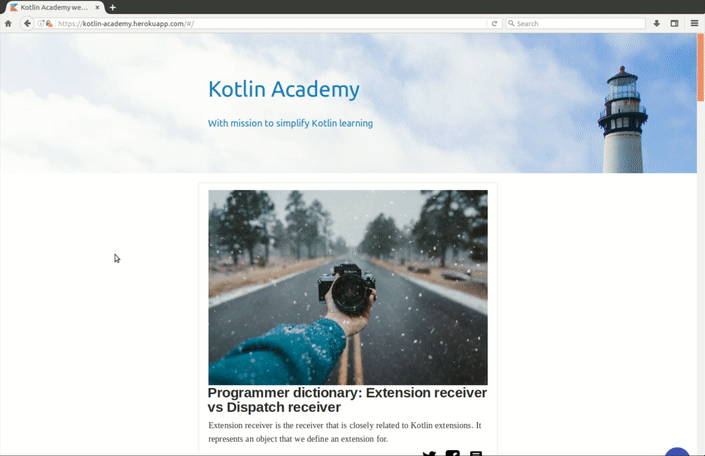 Kotlin Academy we...
https://kotlin-academy.herokuapp.com/#/
Search
Kotlin Academy
With mission to simplify Kotlin learning
Programmer dictionary: Extension receiver
vs Dispatch receiver
Extension receiver is the receiver that is closely related to Kotlin extensions. It
represents an object that we define an extension for.